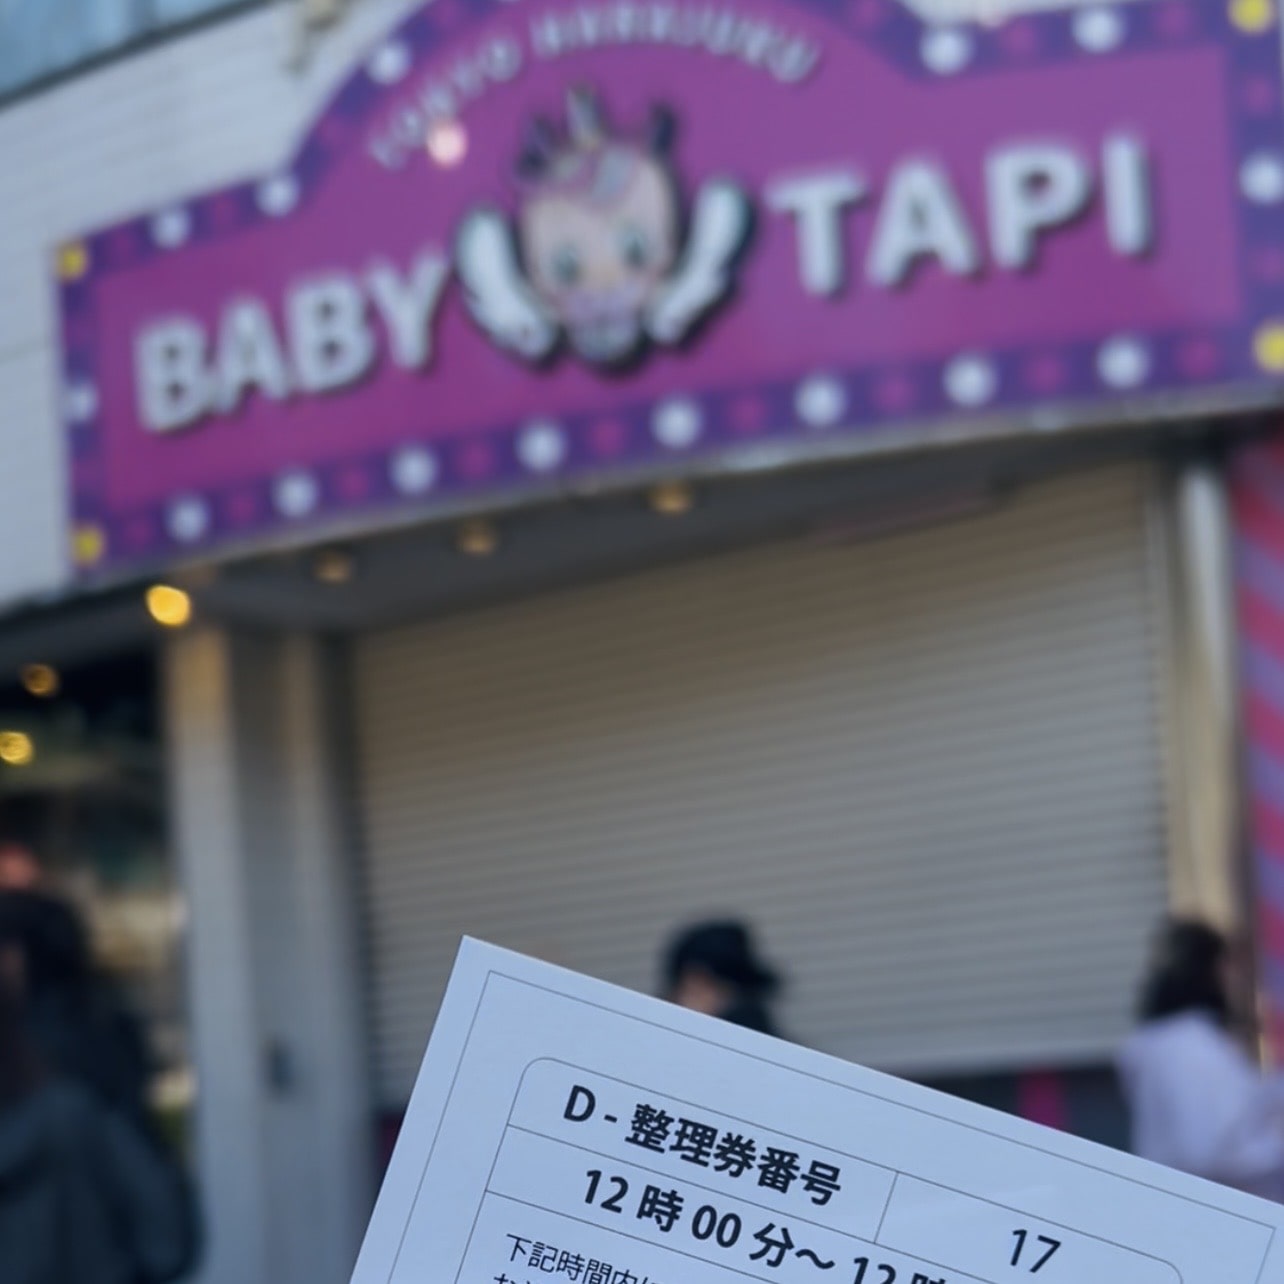 TOKYO HARAJUKU
BABY TAPI
D - 整理券番号
17
12 時 00 分～ 12 時
下記時間内に